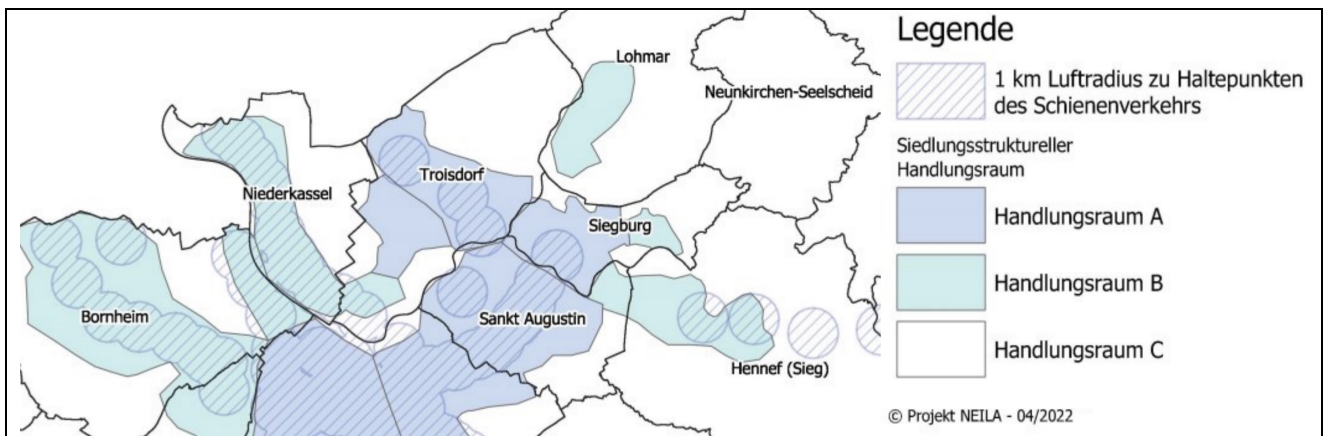 Legende
Lohmar
1 km Luftradius zu Haltepunkten
des Schienenverkehrs
Neunkirchen-Seelscheid
Siedlungsstruktureller
Handlungsraum
Troisdorf
Niederkassel
Handlungsraum A
Siegburg
Handlungsraum B
Bornheim
Sankt Augustin
Handlungsraum C
Hennef (Sieg)
© Projekt NEILA - 04/2022